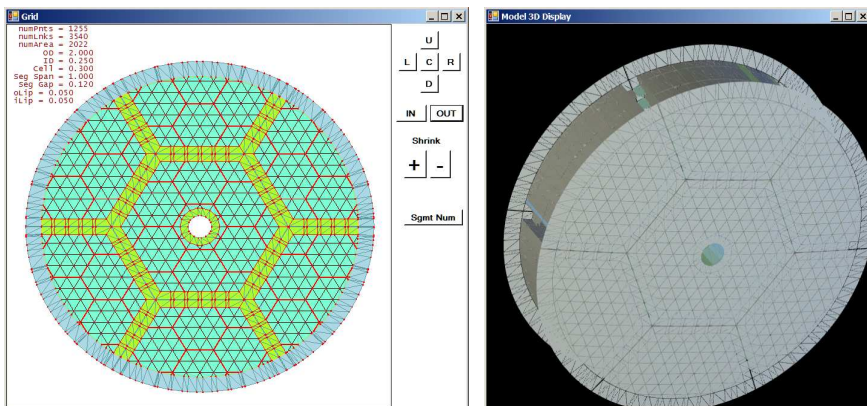 Grid
numPnts = 1255
numLnks = 3540
numArea = 2022
OD = 2.000
ID = 0.250
Cell = 0.300
Seg Span = 1.000
Seg Gap = 0.120
oLip = 0.050
iLip = 0.050
U
L C R
D
IN OUT
Shrink
+ -
Sgmt Num
Model 3D Display